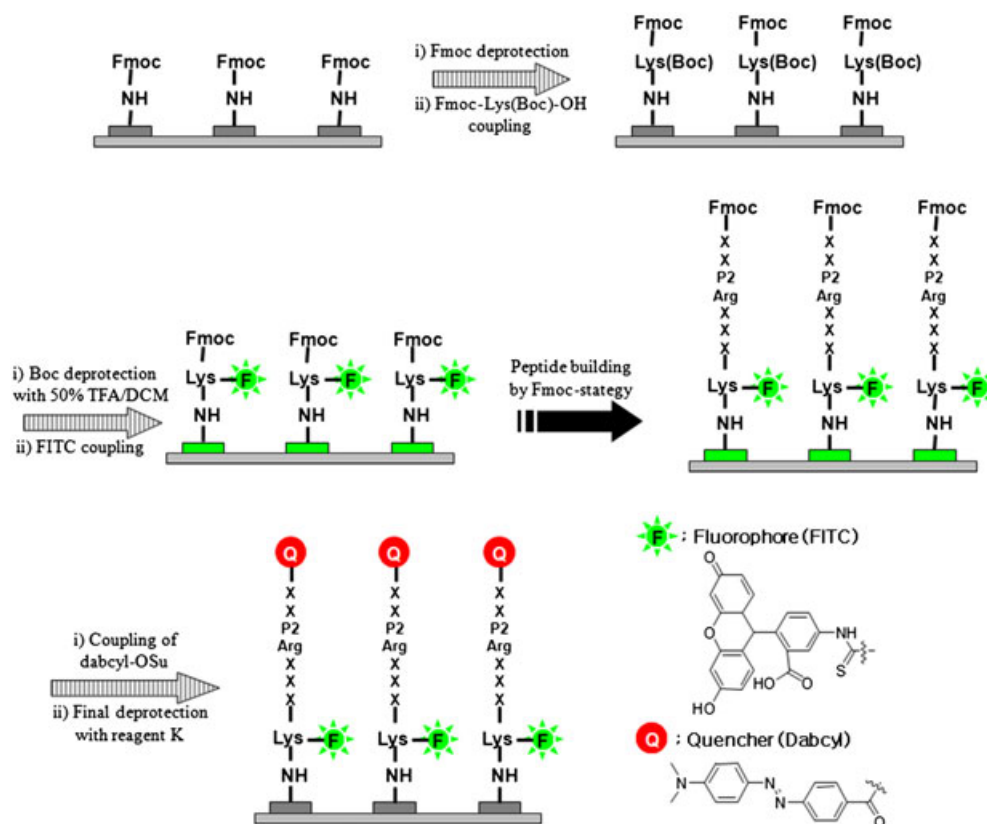 Fmoc Fmoc Fmoc
NH NH NH
i) Fmoc deprotection
ii) Fmoc-Lys(Boc)-OH
coupling
Fmoc Fmoc Fmoc
Lys(Boc) Lys(Boc) Lys(Boc)
NH NH NH
i) Boc deprotection
with 50% TFA/DCM
ii) FITC coupling
Fmoc Fmoc Fmoc
Lys F Lys F Lys F
NH NH NH
Peptide building
by Fmoc-stategy
Fmoc Fmoc Fmoc
X X X
X X X
P2 P2 P2
Arg Arg Arg
X X X
X X X
X X X
Lys F Lys F Lys F
NH NH NH
i) Coupling of
dabcyl-OSu
ii) Final deprotection
with reagent K
Q Q Q
X X X
X X X
P2 P2 P2
Arg Arg Arg
X X X
X X X
X X X
Lys F Lys F Lys F
NH NH NH
F ; Fluorophore (FITC)
O
O
NH
S
HO
O
HO
Q ; Quencher (Dabcyl)
N
N
N
O